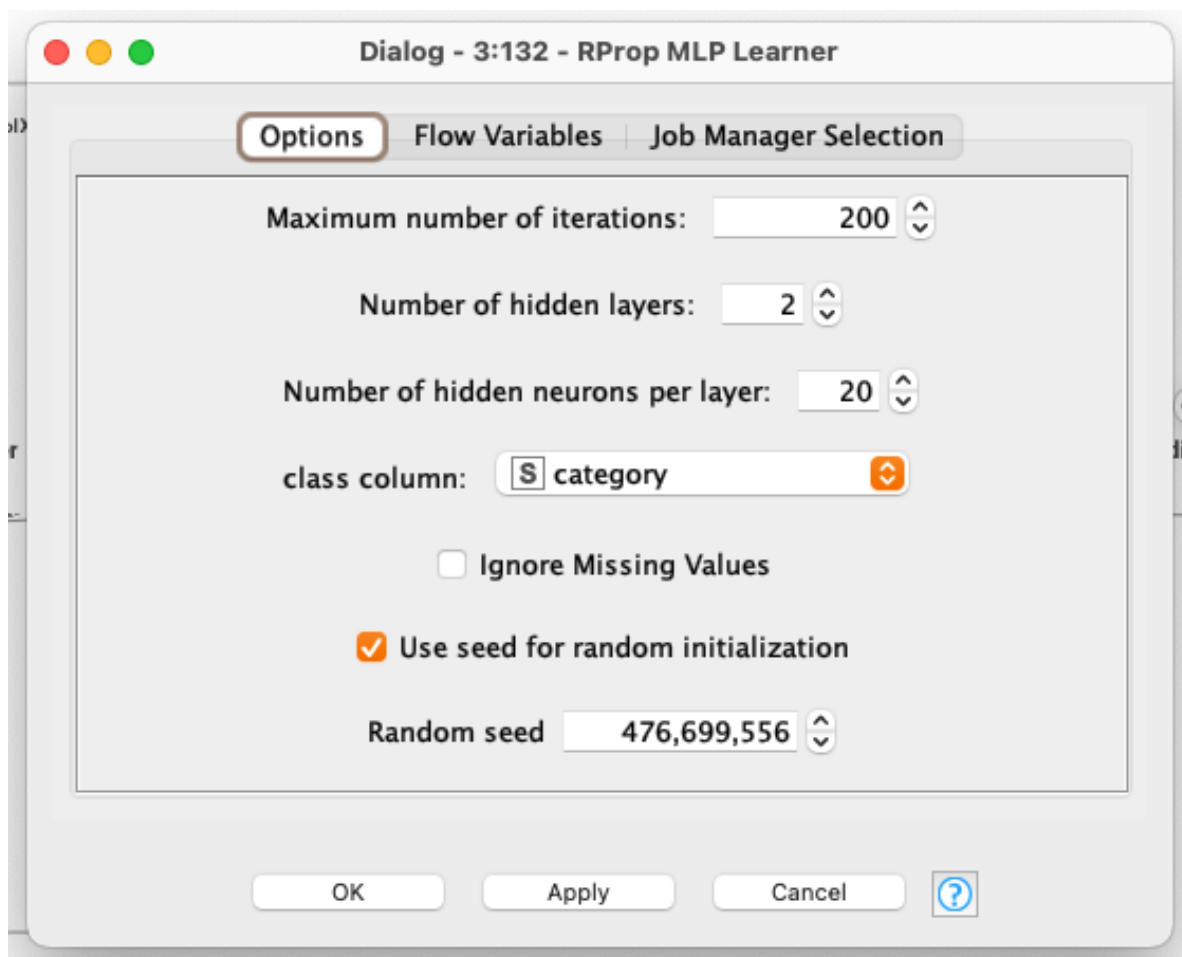 Dialog - 3:132 - RProp MLP Learner
Options Flow Variables Job Manager Selection
Maximum number of iterations: 200
Number of hidden layers: 2
Number of hidden neurons per layer: 20
class column: S category
Ignore Missing Values
Use seed for random initialization
Random seed 476,699,556
OK Apply Cancel ?